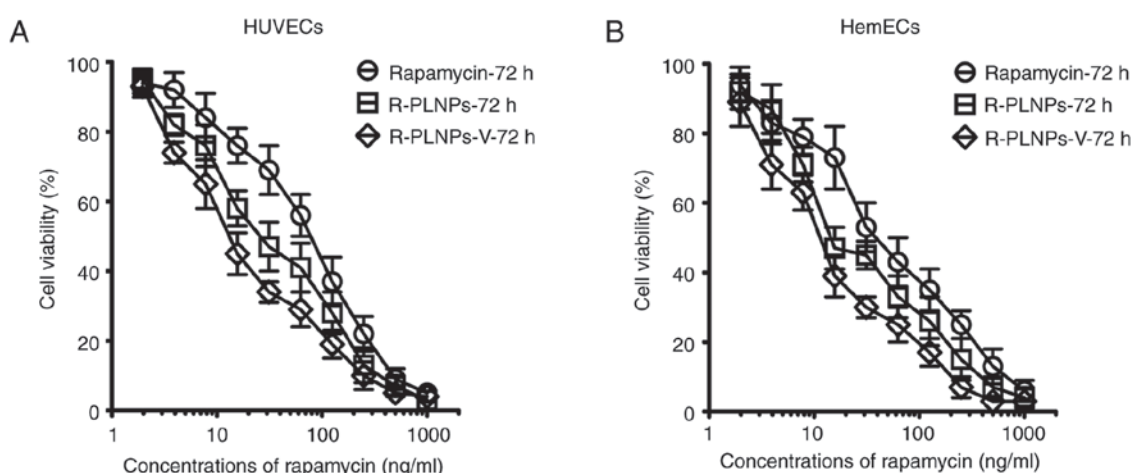 A
HUVECs
Rapamycin-72 h
R-PLNPs-72 h
R-PLNPs-V-72 h
100
80
60
40
20
0
Cell viability (%)
1
10
100
1000
Concentrations of rapamycin (ng/ml)
B
HemECs
Rapamycin-72 h
R-PLNPs-72 h
R-PLNPs-V-72 h
100
80
60
40
20
0
Cell viability (%)
1
10
100
1000
Concentrations of rapamycin (ng/ml)